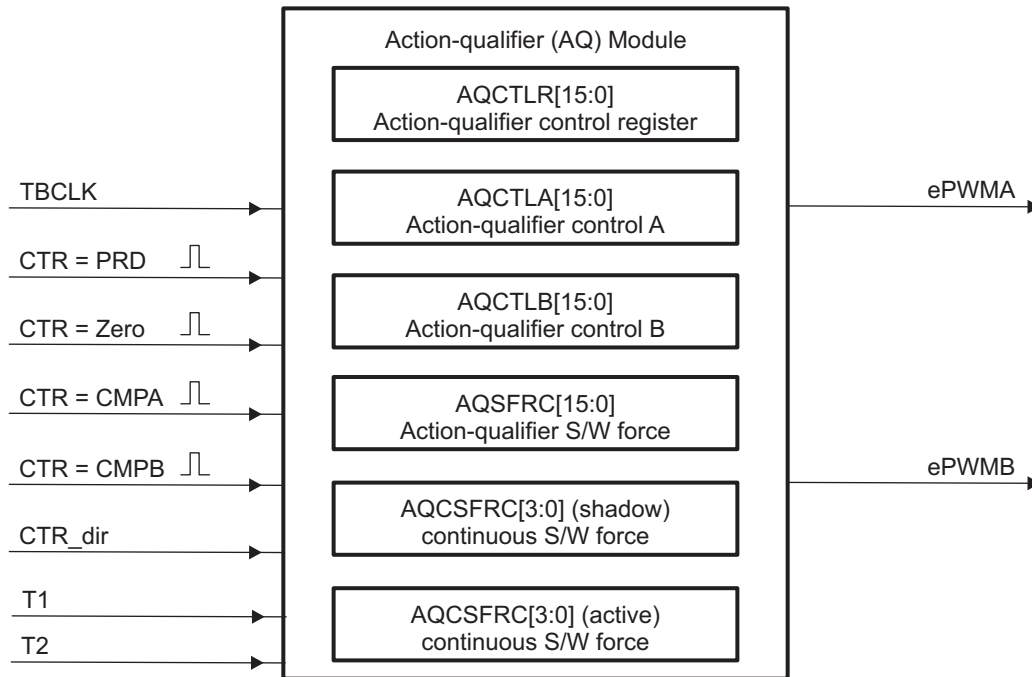 Action-qualifier (AQ) Module
AQCTLR[15:0]
Action-qualifier control register
TBCLK
AQCTLA[15:0]
Action-qualifier control A
ePWMA
CTR = PRD
CTR = Zero
AQCTLB[15:0]
Action-qualifier control B
CTR = CMPA
AQSFRC[15:0]
Action-qualifier S/W force
CTR = CMPB
ePWMB
AQCSFRC[3:0] (shadow)
continuous S/W force
CTR_dir
T1
AQCSFRC[3:0] (active)
continuous S/W force
T2